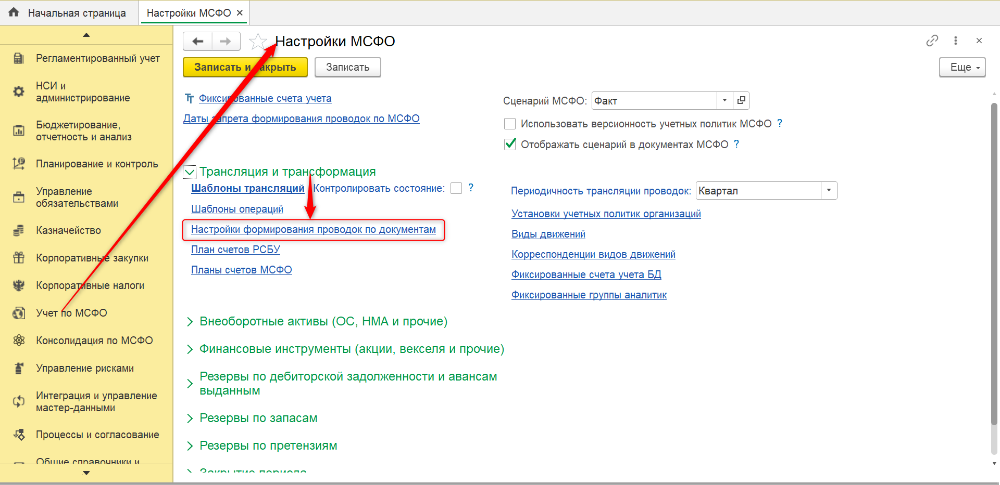 Начальная страница
Настройки МСФО
Регламентированный учет
НСИ и
администрирование
Бюджетирование,
отчетность и анализ
Планирование и контроль
Управление
обязательствами
Казначейство
Корпоративные закупки
Корпоративные налоги
Учет по МСФО
Консолидация по МСФО
Управление рисками
Интеграция и управление
мастер-данными
Процессы и согласование
Общие справочники и
Настройки МСФО
Записать и закрыть
Записать
Еще
Фиксированные счета учета
Даты запрета формирования проводок по МСФО
Сценарий МСФО: Факт
Использовать версионность учетных политик МСФО ?
Отображать сценарий в документах МСФО ?
Трансляция и трансформация
Шаблоны трансляций Контролировать состояние: ?
Шаблоны операций
Настройки формирования проводок по документам
План счетов РСБУ
Планы счетов МСФО
Периодичность трансляции проводок: Квартал
Установки учетных политик организаций
Виды движений
Корреспонденции видов движений
Фиксированные счета учета БД
Фиксированные группы аналитик
Внеоборотные активы (ОС, НМА и прочие)
Финансовые инструменты (акции, векселя и прочие)
Резервы по дебиторской задолженности и авансам
выданным
Резервы по запасам
Резервы по претензиям
Закрытие периода